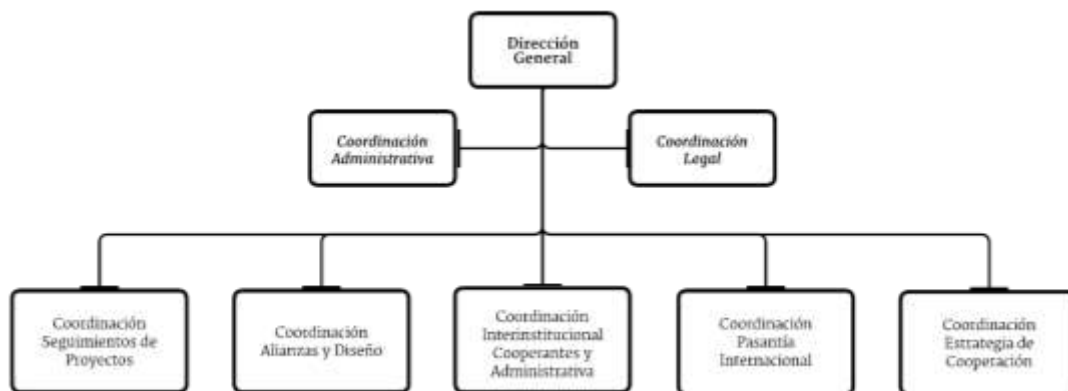 Dirección
General
Coordinación
Administrativa
Coordinación
Legal
Coordinación
Seguimientos de
Proyectos
Coordinación
Alianzas y Diseño
Coordinación
Interinstitucional
Cooperantes y
Administrativa
Coordinación
Pasantía
Internacional
Coordinación
Estrategia de
Cooperación